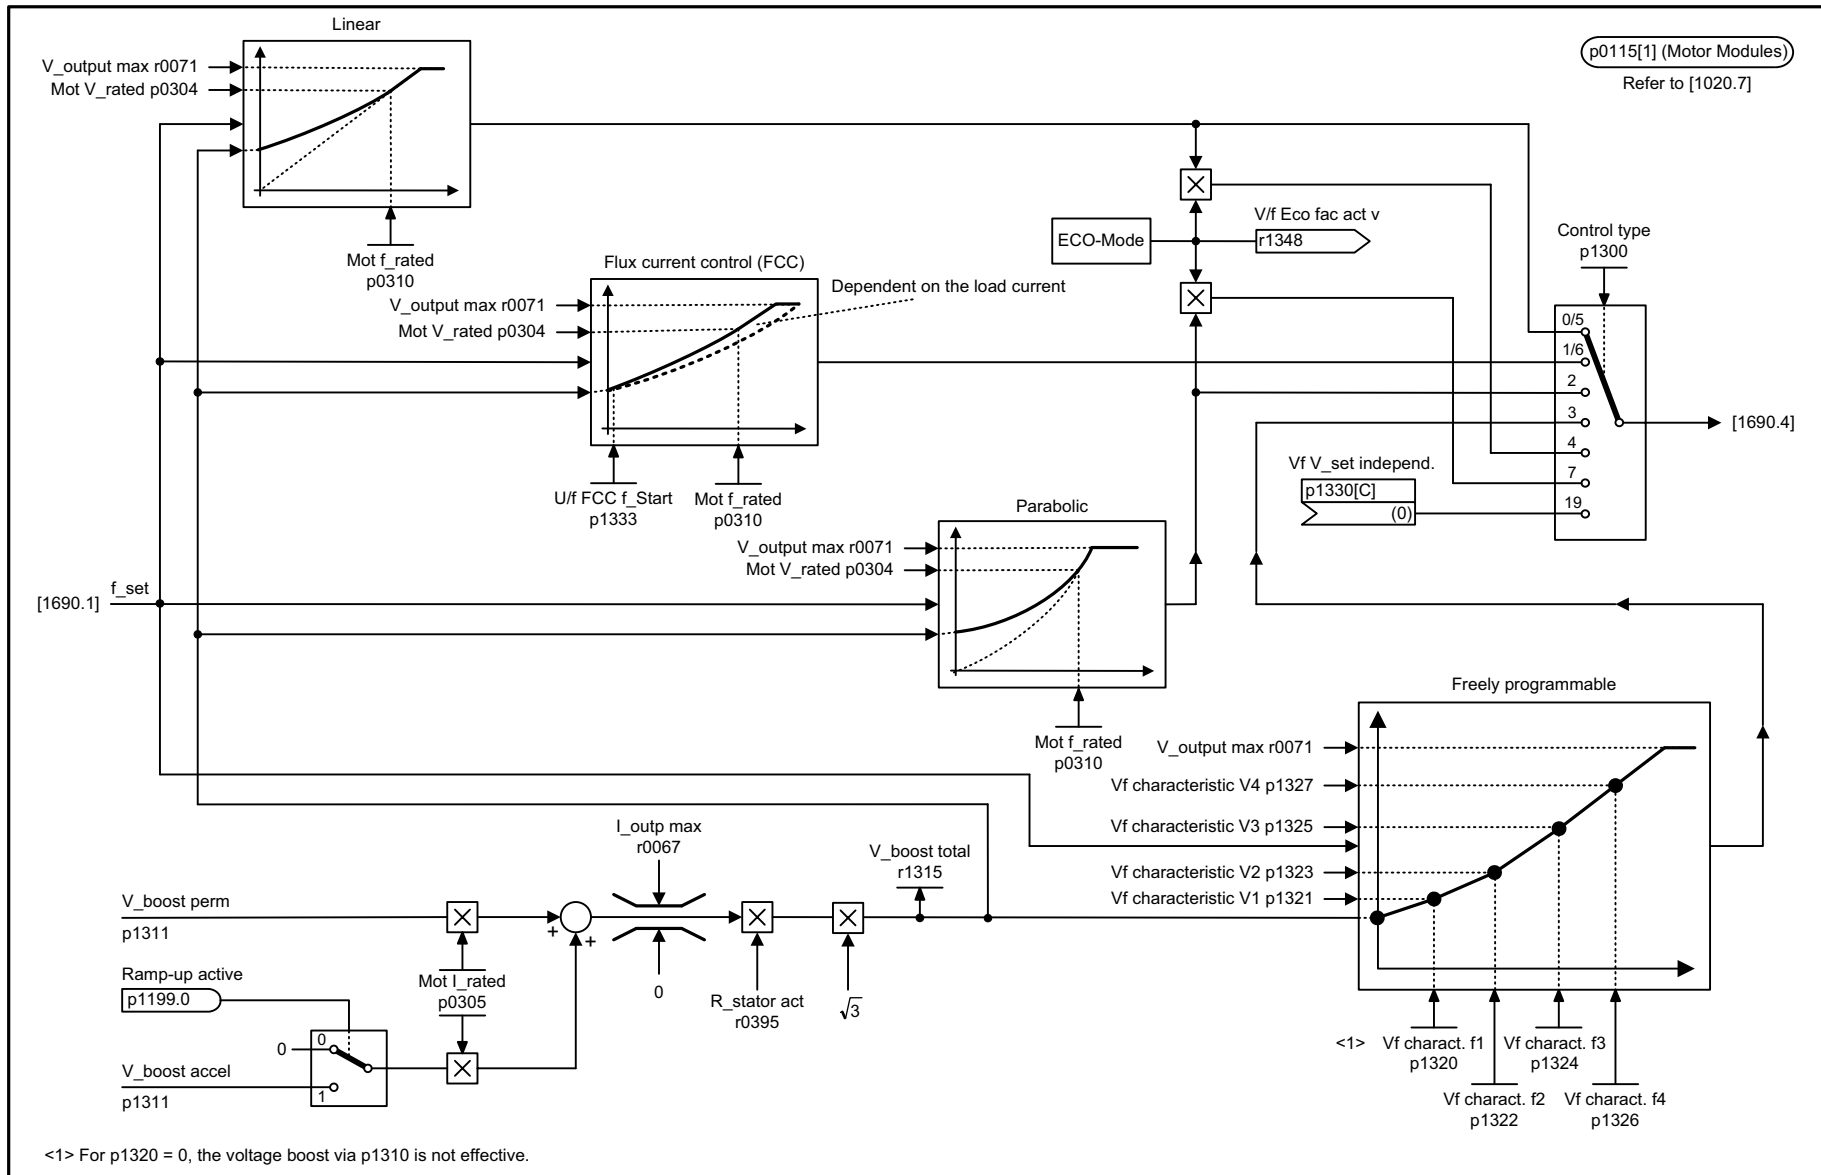 Linear
V_output max r0071
Mot V_rated p0304
Mot f_rated
p0310
p0115[1] (Motor Modules)
Refer to [1020.7]
Flux current control (FCC)
V_output max r0071
Mot V_rated p0304
Dependent on the load current
U/f FCC f_Start
p1333
Mot f_rated
p0310
ECO-Mode
V/f Eco fac act v
r1348
Control type
p1300
0/5
1/6
2
3
4
7
19
[1690.4]
Vf V_set independ.
p1330[C]
(0)
Parabolic
V_output max r0071
Mot V_rated p0304
Mot f_rated
p0310
[1690.1]
f_set
Freely programmable
V_output max r0071
Vf characteristic V4 p1327
Vf characteristic V3 p1325
Vf characteristic V2 p1323
Vf characteristic V1 p1321
<1>
Vf charact. f1
p1320
Vf charact. f3
p1324
Vf charact. f2
p1322
Vf charact. f4
p1326
I_outp max
r0067
V_boost total
r1315
V_boost perm
p1311
+
+
Ramp-up active
p1199.0
Mot I_rated
p0305
0
R_stator act
r0395
√3
0
0
1
V_boost accel
p1311
<1> For p1320 = 0, the voltage boost via p1310 is not effective.